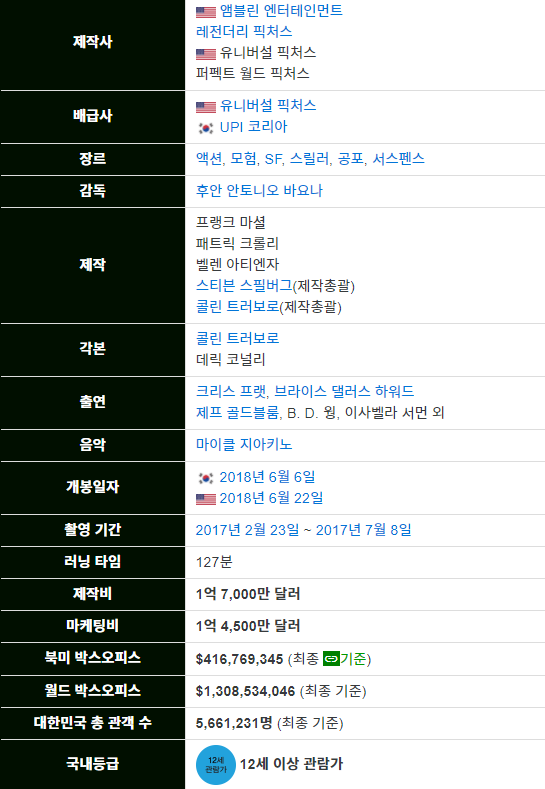 제작사
앰블린 엔터테인먼트
레전더리 픽처스
유니버설 픽처스
퍼펙트 월드 픽처스
배급사
유니버설 픽처스
UPI 코리아
장르
액션, 모험, SF, 스릴러, 공포, 서스펜스
감독
후안 안토니오 바요나
제작
프랭크 마셜
패트릭 크롤리
벨렌 아티엔자
스티븐 스필버그(제작총괄)
콜린 트러보로(제작총괄)
각본
콜린 트러보로
데릭 코널리
출연
크리스 프랫, 브라이스 댈러스 하워드
제프 골드블룸, B. D. 웡, 이사벨라 서먼 외
음악
마이클 지아키노
개봉일자
2018년 6월 6일
2018년 6월 22일
촬영 기간
2017년 2월 23일 ~ 2017년 7월 8일
러닝 타임
127분
제작비
1억 7,000만 달러
마케팅비
1억 4,500만 달러
북미 박스오피스
$416,769,345 (최종 기준)
월드 박스오피스
$1,308,534,046 (최종 기준)
대한민국 총 관객 수
5,661,231명 (최종 기준)
국내등급
12세
관람가
12세 이상 관람가